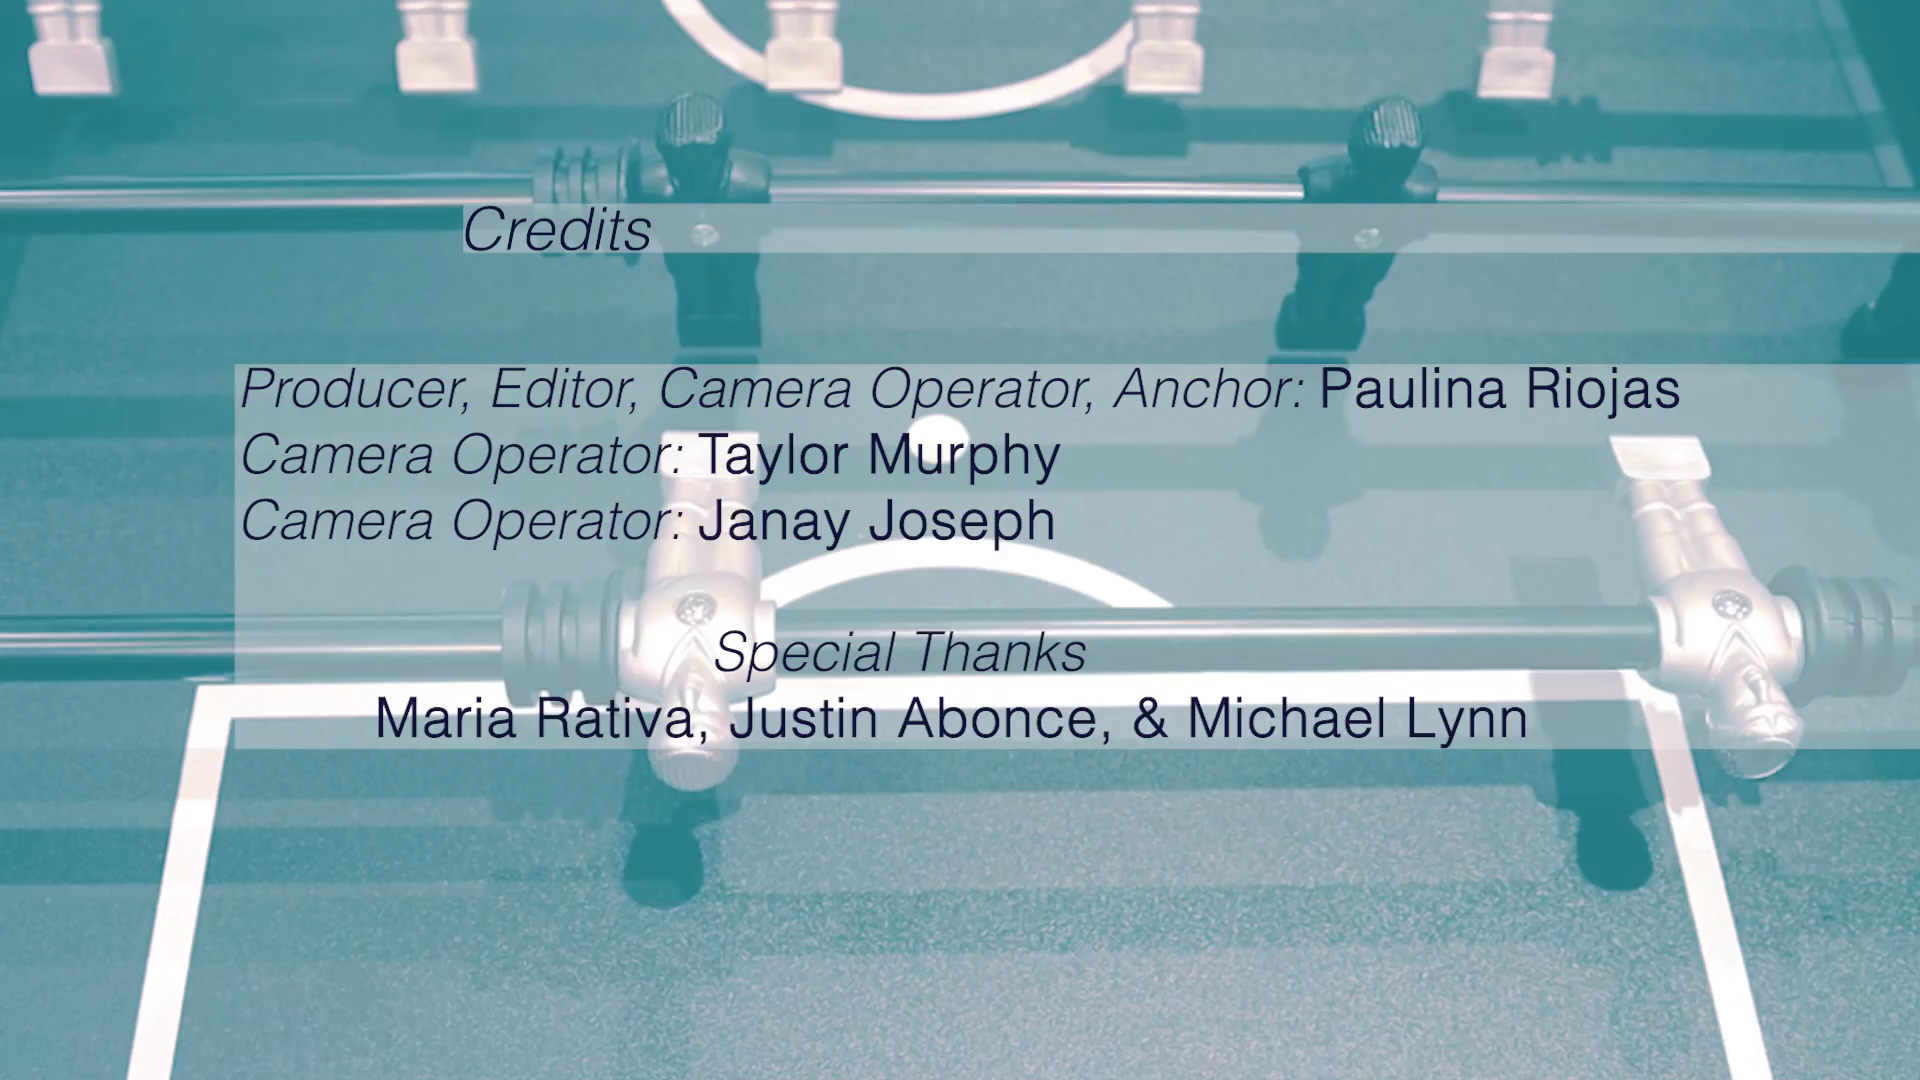 Credits
Producer, Editor, Camera Operator, Anchor: Paulina Riojas
Camera Operator: Taylor Murphy
Camera Operator: Janay Joseph
Special Thanks
Maria Rativa, Justin Abonce, & Michael Lynn